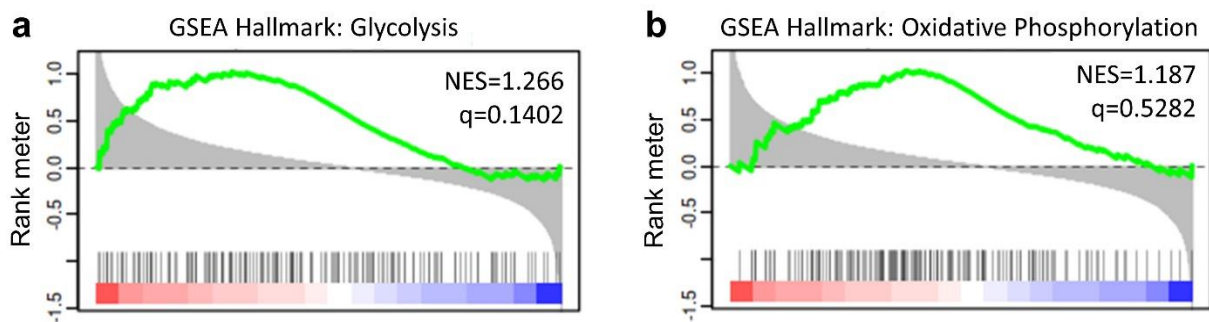 a
GSEA Hallmark: Glycolysis
NES=1.266
q=0.1402
Rank meter
1.0
0.5
0.0
-0.5
-1.5
b
GSEA Hallmark: Oxidative Phosphorylation
NES=1.187
q=0.5282
Rank meter
1.0
0.5
0.0
-0.5
-1.5